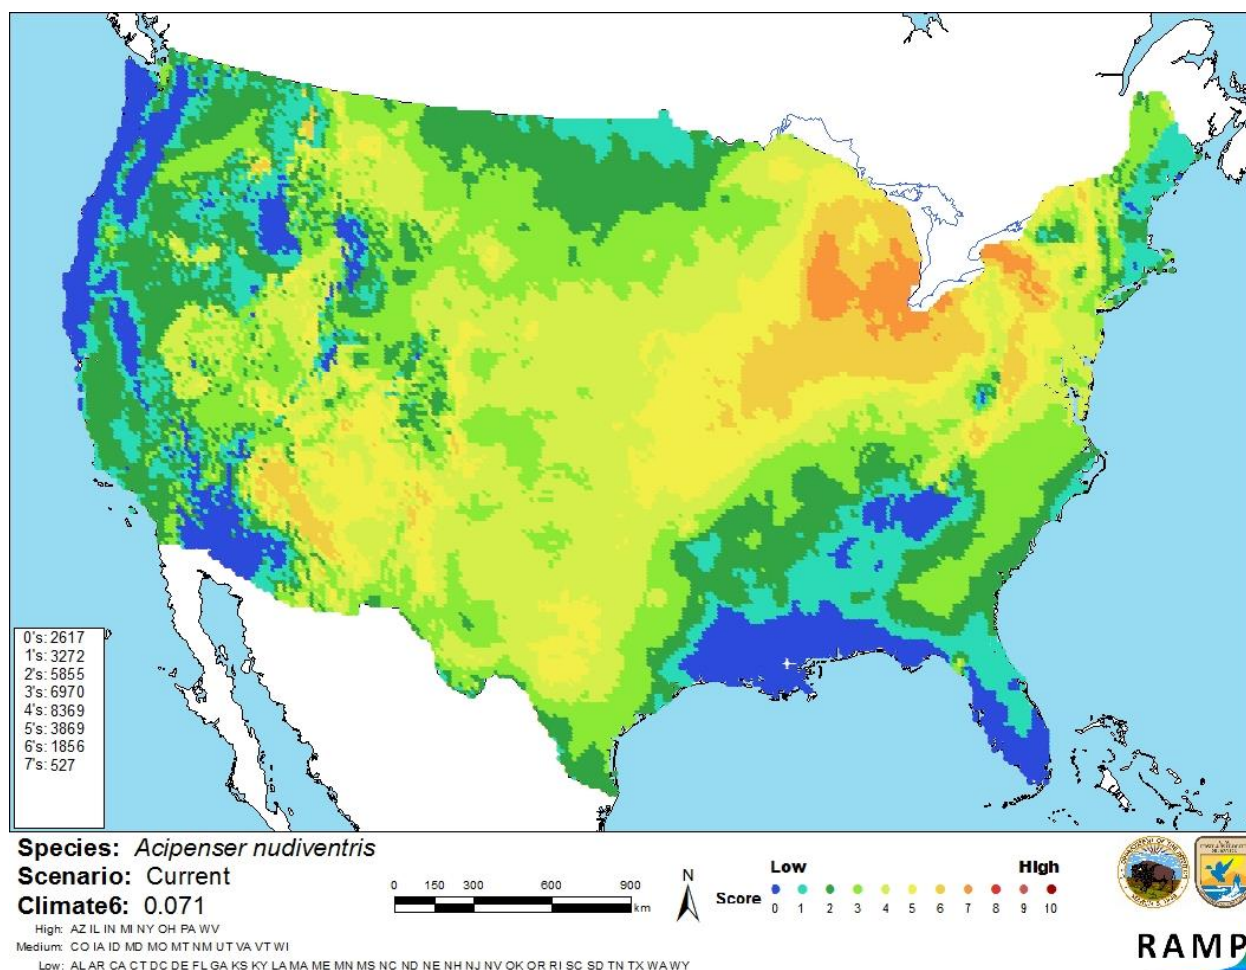 0's: 2617
1's: 3272
2's: 5855
3's: 6970
4's: 8369
5's: 3869
6's: 1856
7's: 527
Species: Acipenser nudiventris
Scenario: Current
Climate6: 0.071
High: AZ IL IN MI NY OH PA WV
Medium: CO IA ID MD MO MT NM UT VA VT WI
Low: AL AR CA CT DC DE FL GA KS KY LA MA ME MN MS NC ND NE NH NJ NV OK OR RI SC SD TN TX WA WY
0 150 300 600 900
km
N
Low High
Score 0 1 2 3 4 5 6 7 8 9 10
RAMP